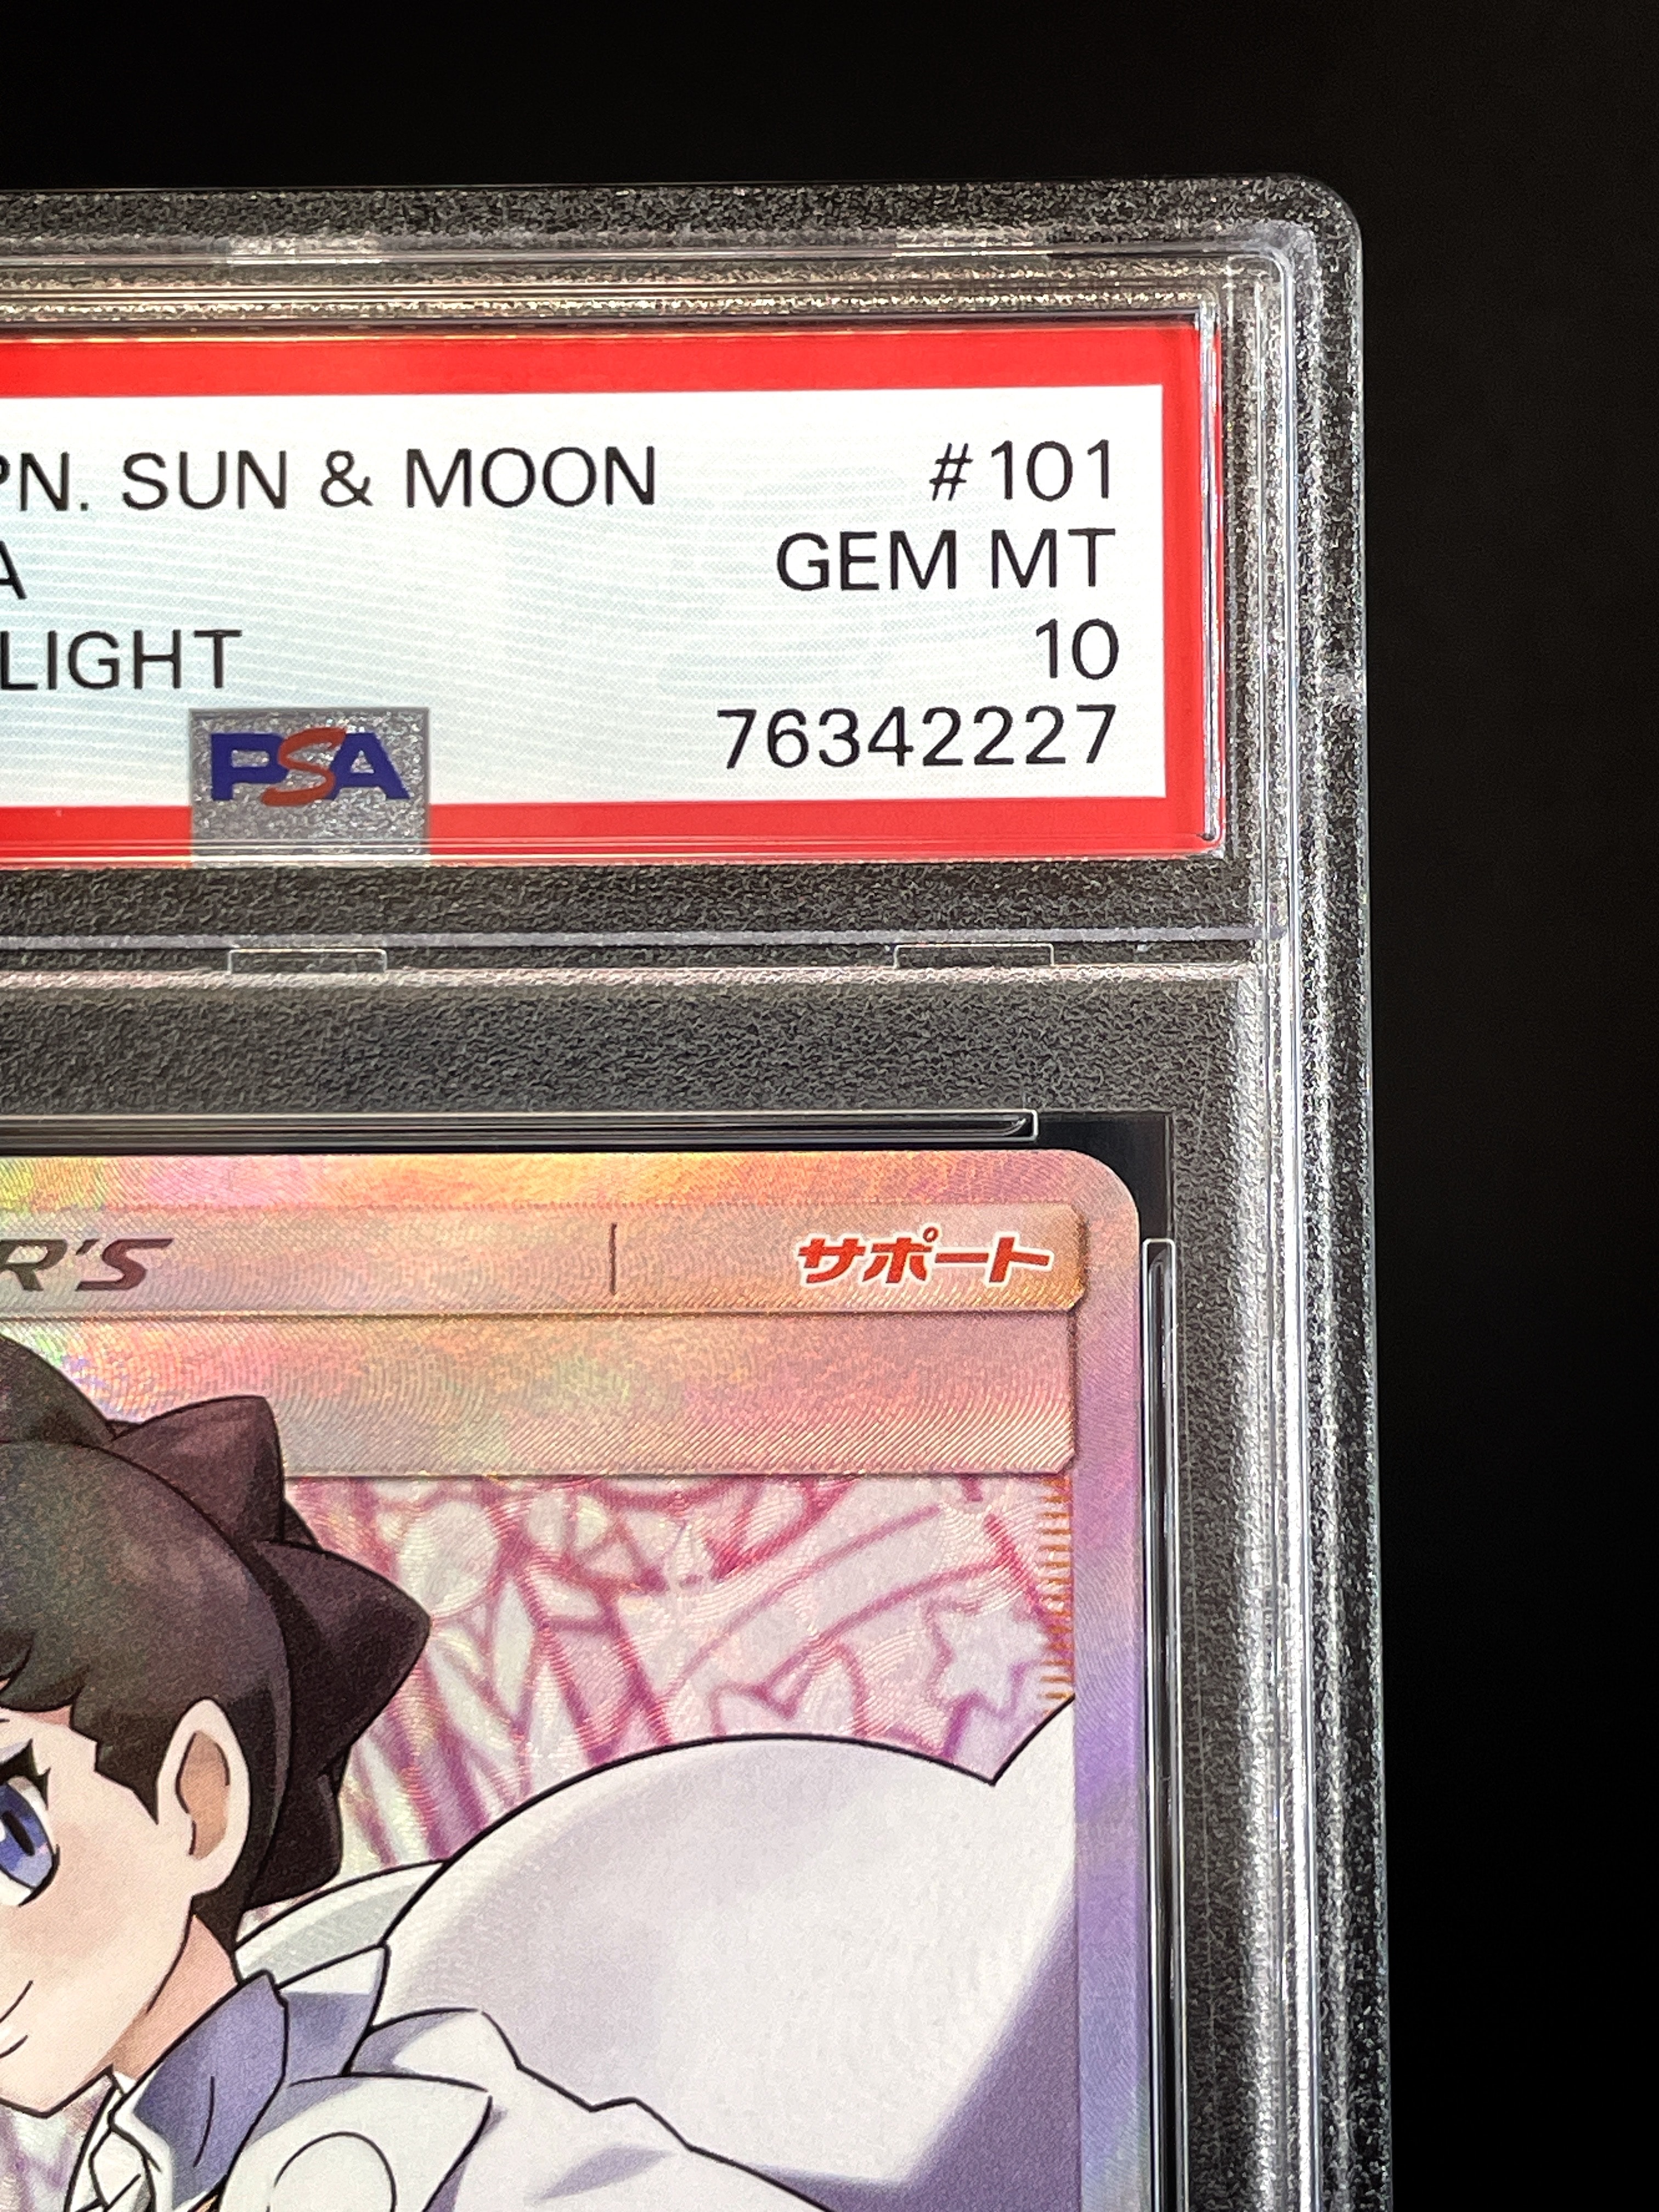 PN. SUN & MOON #101
A GEM MT
LIGHT 10
PSA 76342227
R'S サポート